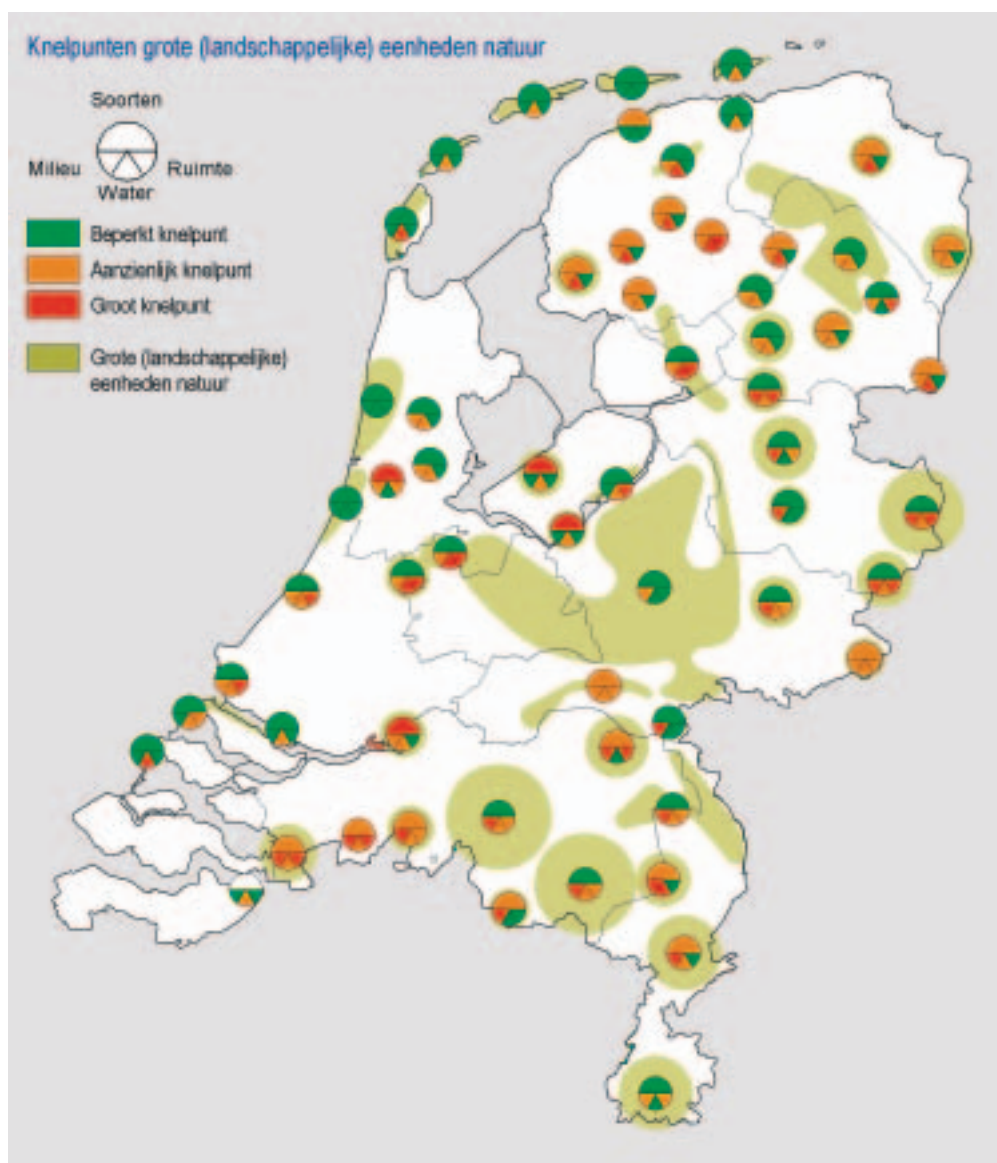 Knelpunten grote (landschappelijke) eenheden natuur
Soorten
Milieu
Ruimte
Water
Beperkt knelpunt
Aanzienlijk knelpunt
Groot knelpunt
Grote (landschappelijke)
eenheden natuur